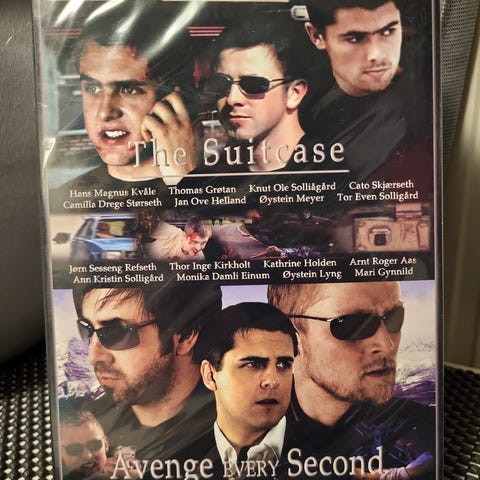 The Suitcase
Hans Magnus Kvåle Thomas Grøtan Knut Ole Solliågård Cato Skjærseth
Camilla Drege Størseth Jan Ove Helland Øystein Meyer Tor Even Solligård
Jørn Sesseng Refseth Thor Inge Kirkholt Kathrine Holden Arnt Roger Aas
Ann Kristin Solligård Monika Damli Einum Øystein Lyng Mari Gynnild
Avenge EVERY Second